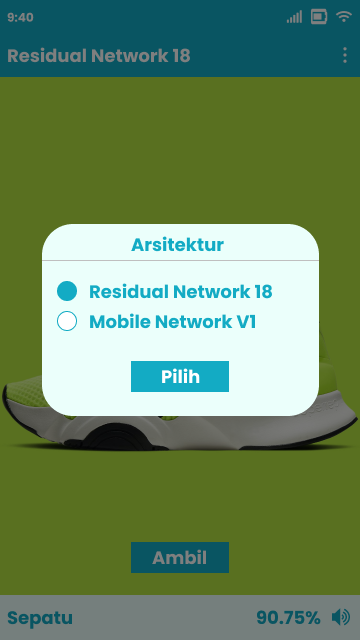 9:40
Residual Network 18
Arsitektur
Residual Network 18
Mobile Network V1
Pilih
Ambil
Sepatu 90.75%